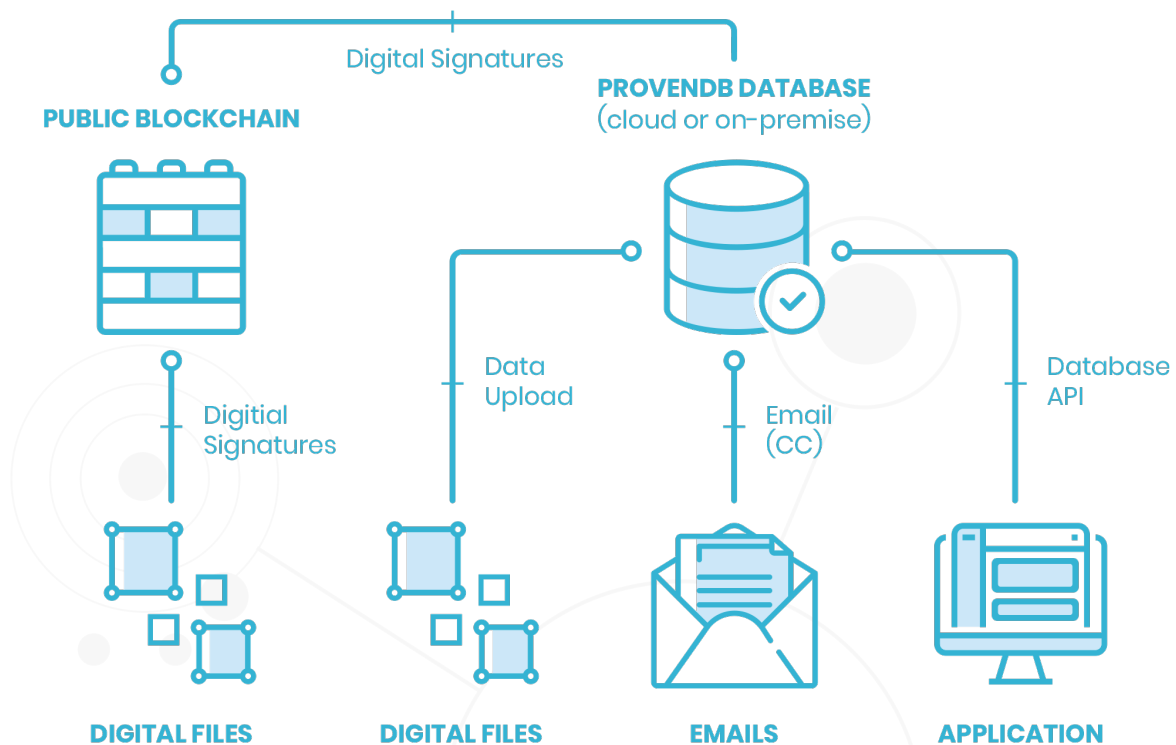 Digital Signatures
PUBLIC BLOCKCHAIN
PROVENDB DATABASE
(cloud or on-premise)
Digitial
Signatures
Data
Upload
Email
(CC)
Database
API
DIGITAL FILES
DIGITAL FILES
EMAILS
APPLICATION